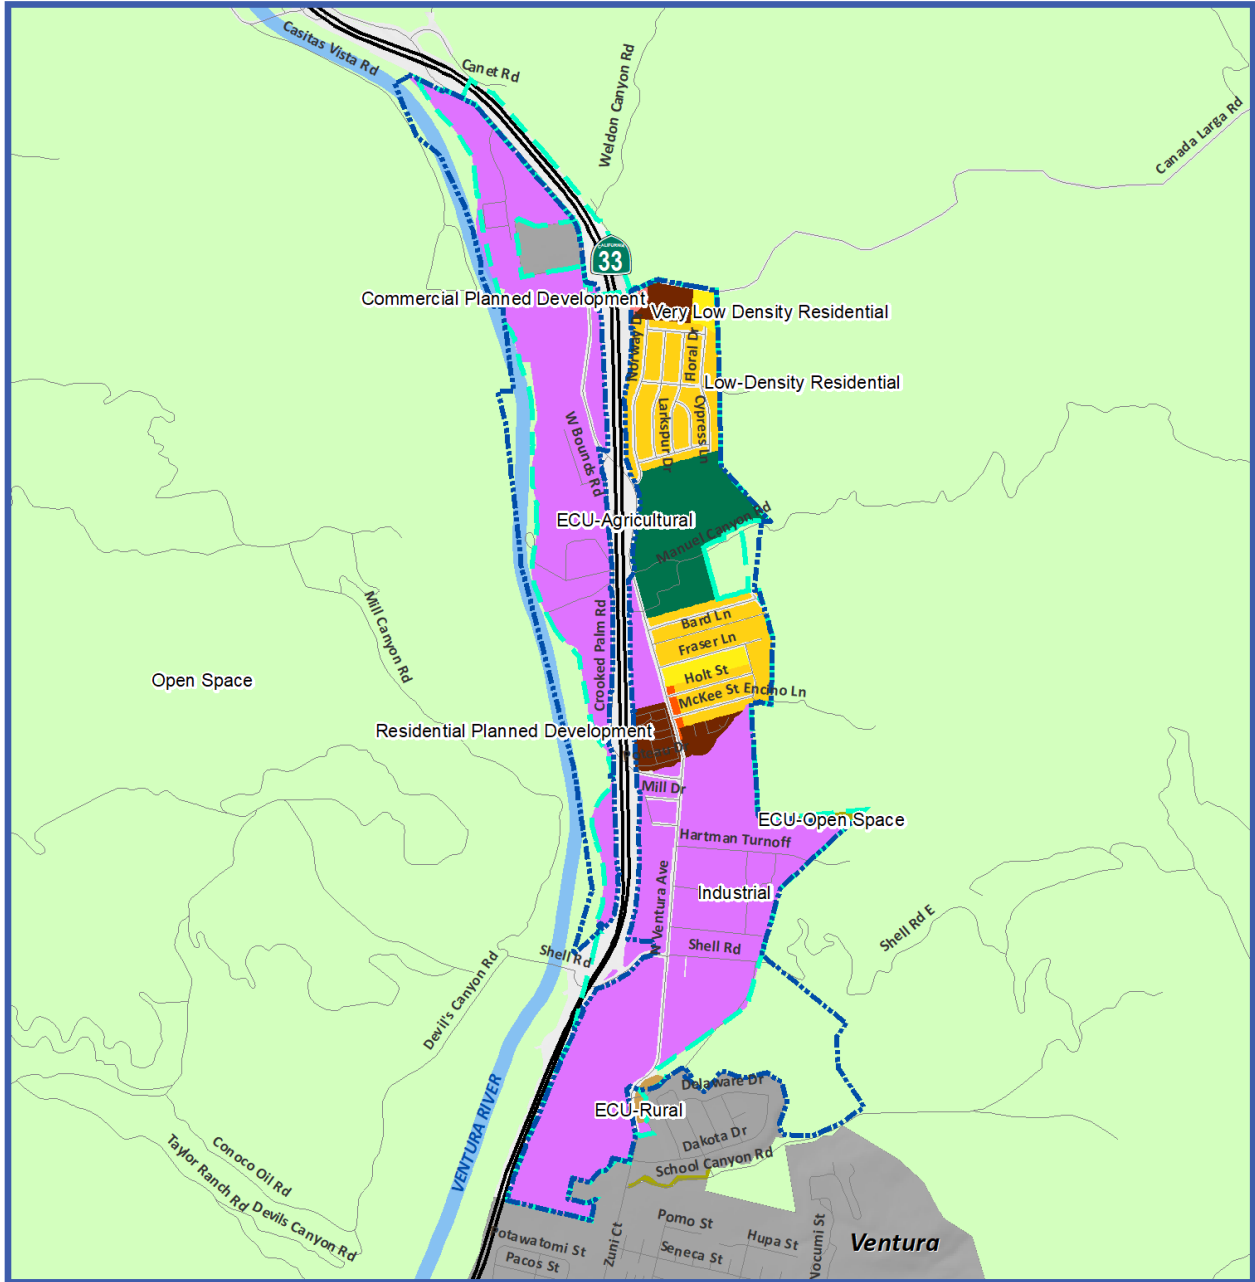 Casitas Vista Rd
Canet Rd
Weldon Canyon Rd
Canada Larga Rd
CALIFORNIA
33
Commercial Planned Development
Very Low Density Residential
Norway Dr
Floral Dr
Low-Density Residential
Larkspur Dr
Cypress Ln
W Bounds Rd
ECU-Agricultural
Manuel Canyon Rd
Mill Canyon Rd
Crooked Palm Rd
Bard Ln
Fraser Ln
Holt St
Open Space
McKee St
Encino Ln
Residential Planned Development
Mill Dr
ECU-Open Space
Hartman Turnoff
Industrial
N Ventura Ave
Shell Rd E
Shell Rd
Shell Rd
Devil's Canyon Rd
VENTURA RIVER
Delaware Dr
ECU-Rural
Dakota Dr
School Canyon Rd
Conoco Oil Rd
Taylor Ranch Rd
Devils Canyon Rd
Pomo St
Hupa St
Ventura
Potawatomi St
Zuni Ct
Seneca St
Nocumi St
Pacos St